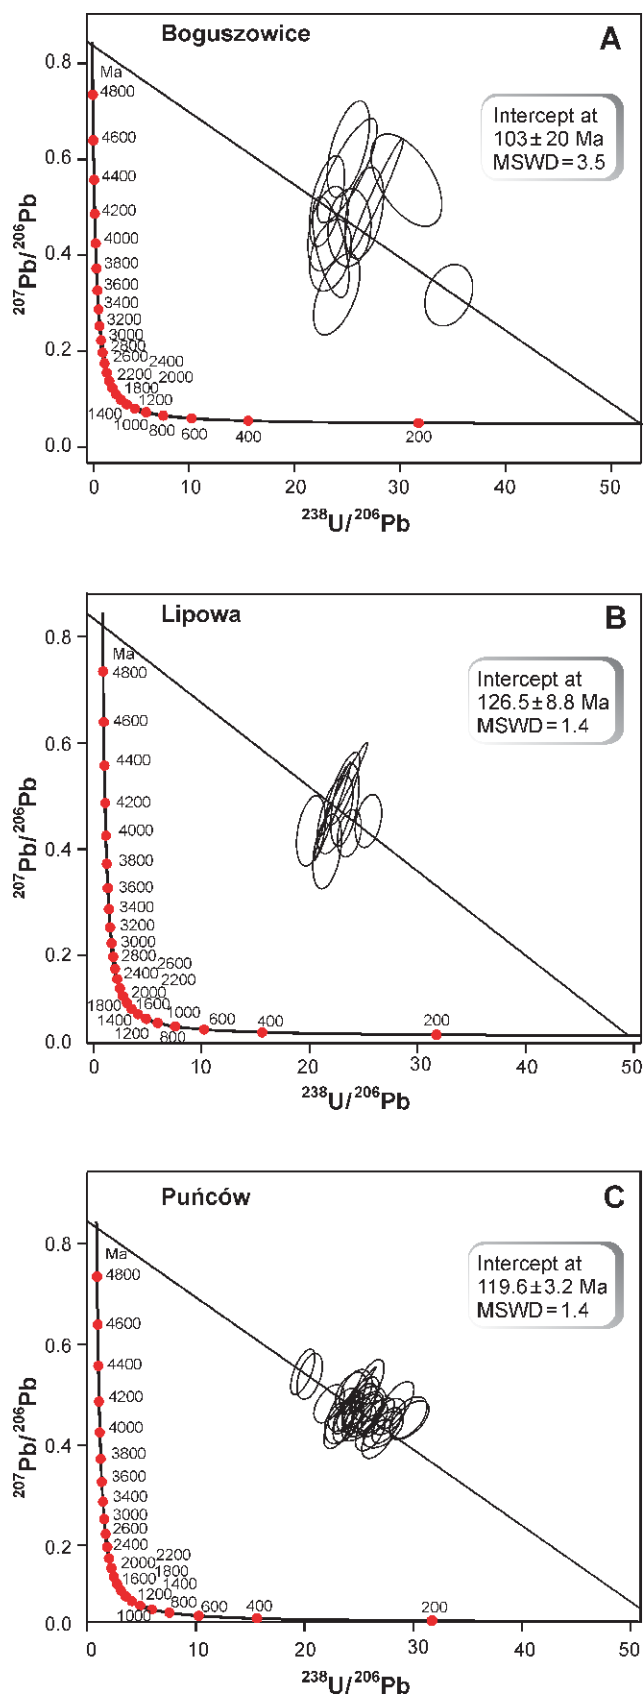 Boguszowice
A
0.8
0.6
0.4
0.2
0.0
²⁰⁷Pb/²⁰⁶Pb
Ma
4800
4600
4400
4200
4000
3800
3600
3400
3200
3000
2800
2600 2400
2200 2000
1800
1400 1200
1000 800 600 400 200
Intercept at
103±20 Ma
MSWD=3.5
0 10 20 30 40 50
²³⁸U/²⁰⁶Pb
Lipowa
B
0.8
0.6
0.4
0.2
0.0
²⁰⁷Pb/²⁰⁶Pb
Ma
4800
4600
4400
4200
4000
3800
3600
3400
3200
3000
2800 2600
2400 2200
2000
1800 1600 1000
1400 600 400 200
1200 800
Intercept at
126.5±8.8 Ma
MSWD=1.4
0 10 20 30 40 50
²³⁸U/²⁰⁶Pb
Puńców
C
0.8
0.6
0.4
0.2
0.0
²⁰⁷Pb/²⁰⁶Pb
Ma
4800
4600
4400
4200
4000
3800
3600
3400
3000
2600
2400 2200
2000 1800
1600 1400
1200 800 600 400 200
1000
Intercept at
119.6±3.2 Ma
MSWD=1.4
0 10 20 30 40 50
²³⁸U/²⁰⁶Pb